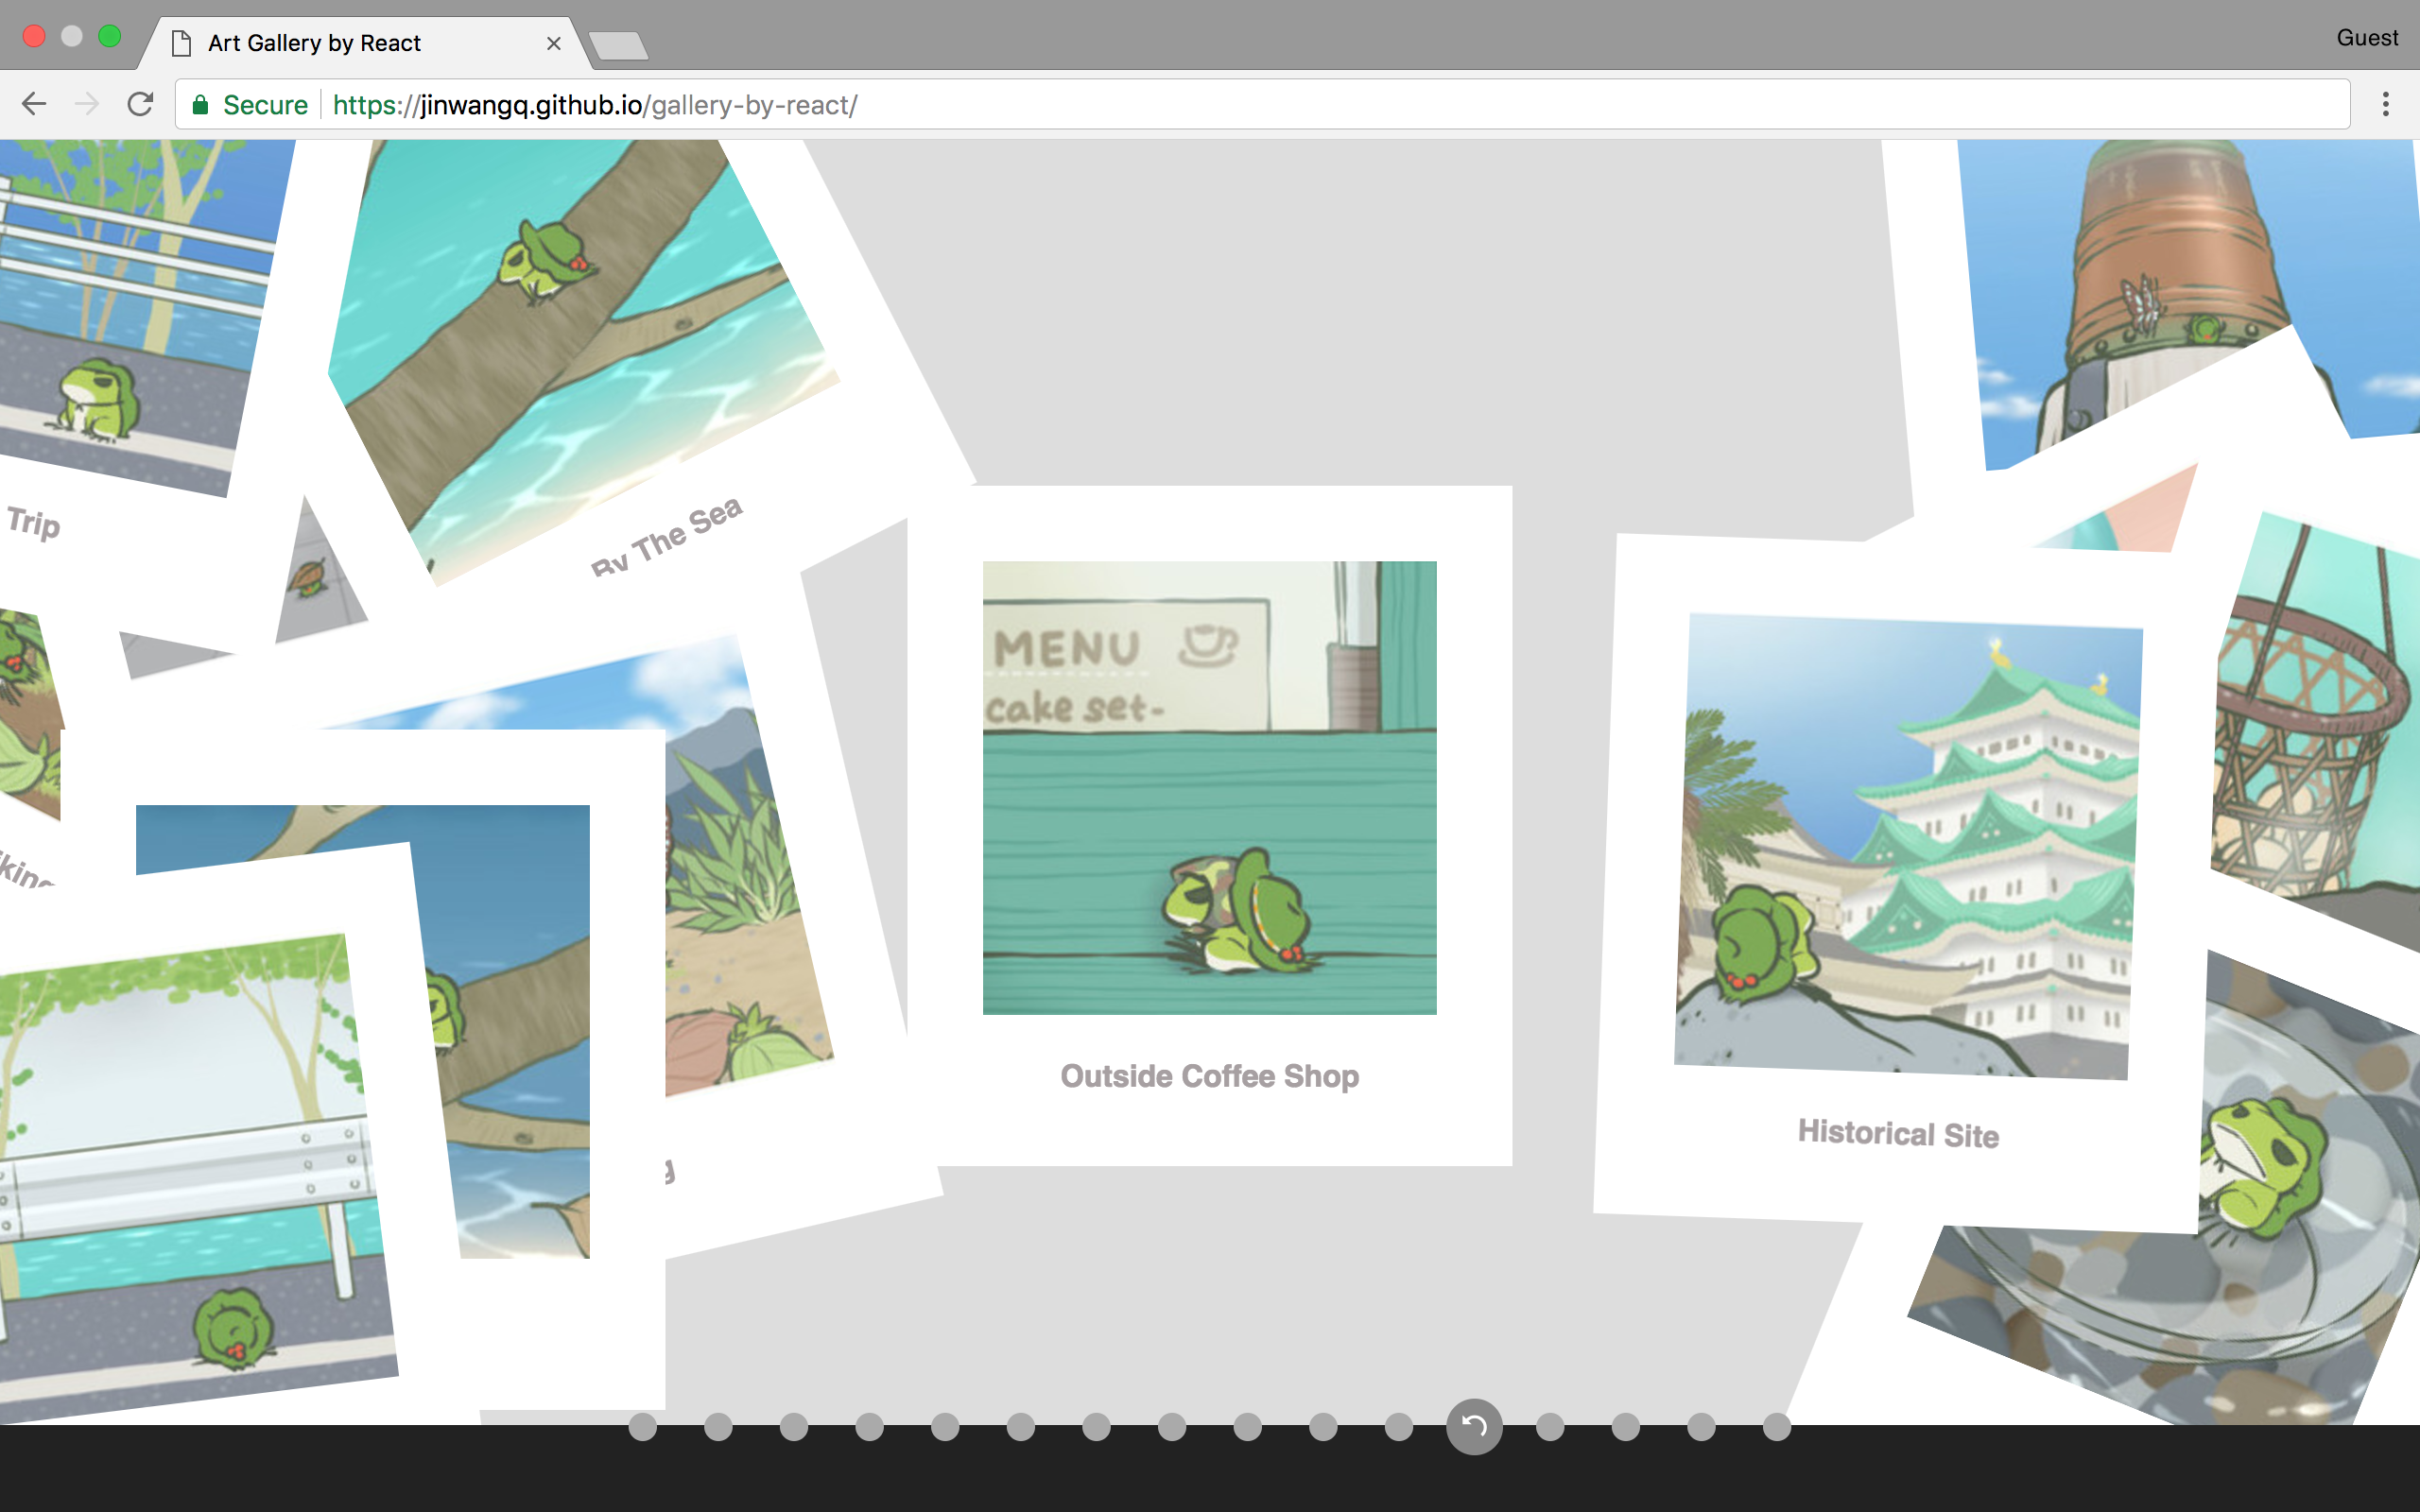 Art Gallery by React
Guest
Secure
https://jinwangq.github.io/gallery-by-react/
Trip
By The Sea
MENU
cake set-
Outside Coffee Shop
Historical Site